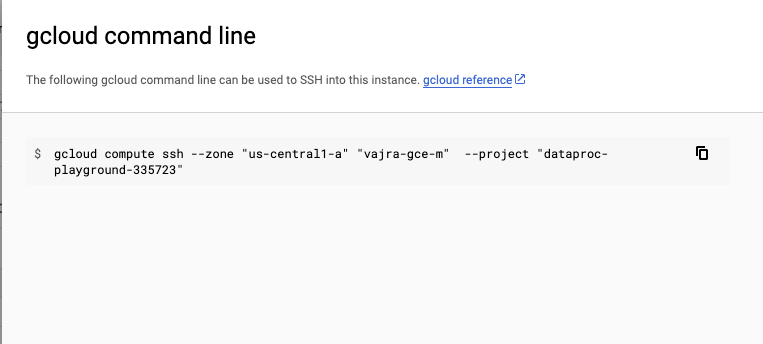 gcloud command line
The following gcloud command line can be used to SSH into this instance. gcloud reference
$ gcloud compute ssh --zone "us-central1-a" "vajra-gce-m"  --project "dataproc-
playground-335723"